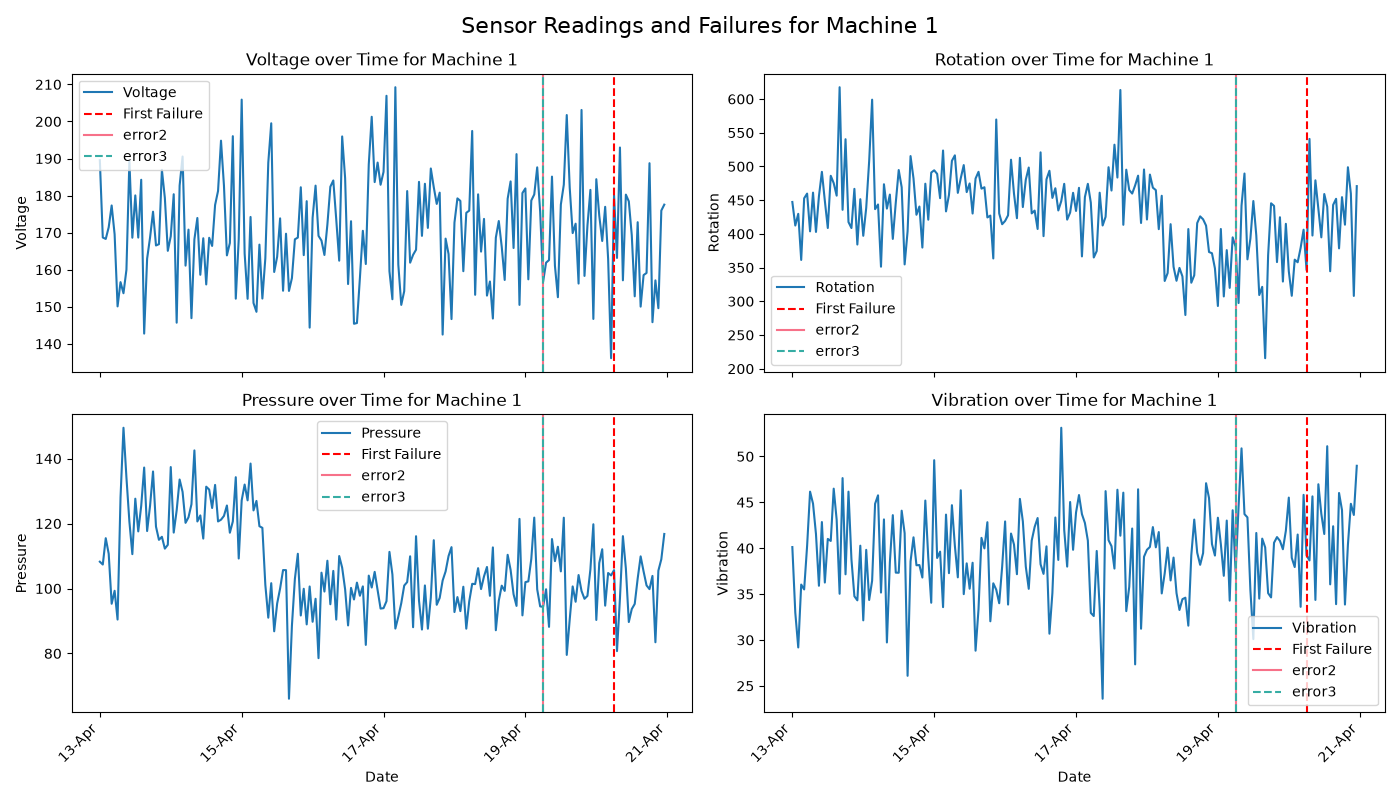 Sensor Readings and Failures for Machine 1
Voltage over Time for Machine 1
Voltage
210
200
190
180
170
160
150
140
Voltage
First Failure
error2
error3
Rotation over Time for Machine 1
Rotation
600
550
500
450
400
350
300
250
200
Rotation
First Failure
error2
error3
Pressure over Time for Machine 1
Pressure
140
120
100
80
Pressure
First Failure
error2
error3
13-Apr
15-Apr
17-Apr
19-Apr
21-Apr
Date
Vibration over Time for Machine 1
Vibration
50
45
40
35
30
25
Vibration
First Failure
error2
error3
13-Apr
15-Apr
17-Apr
19-Apr
21-Apr
Date